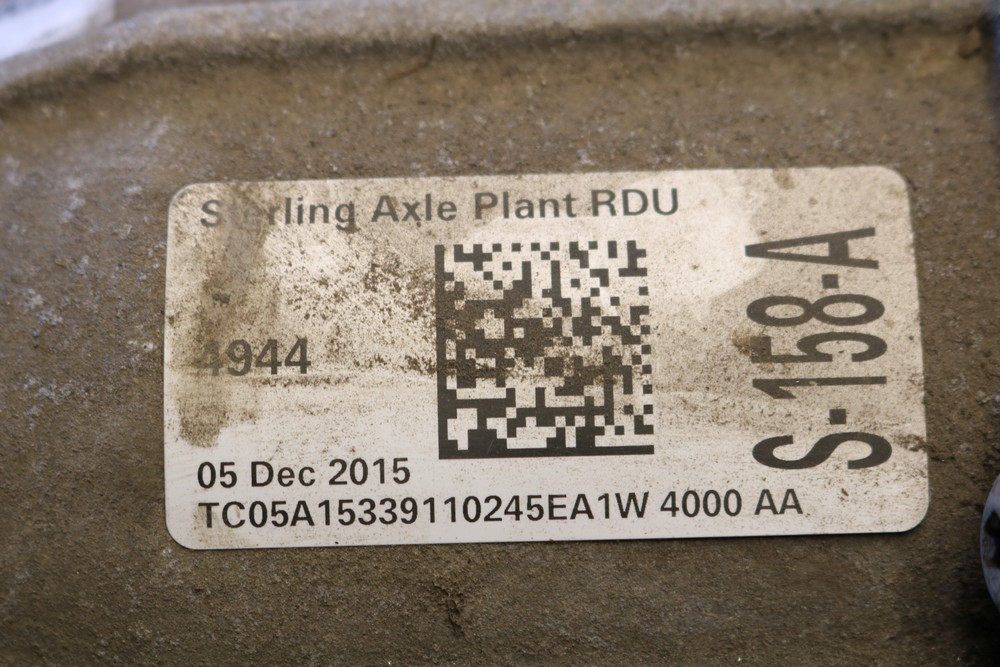 Sterling Axle Plant RDU
4944
S-158-A
05 Dec 2015
TC05A15339110245EA1W 4000 AA